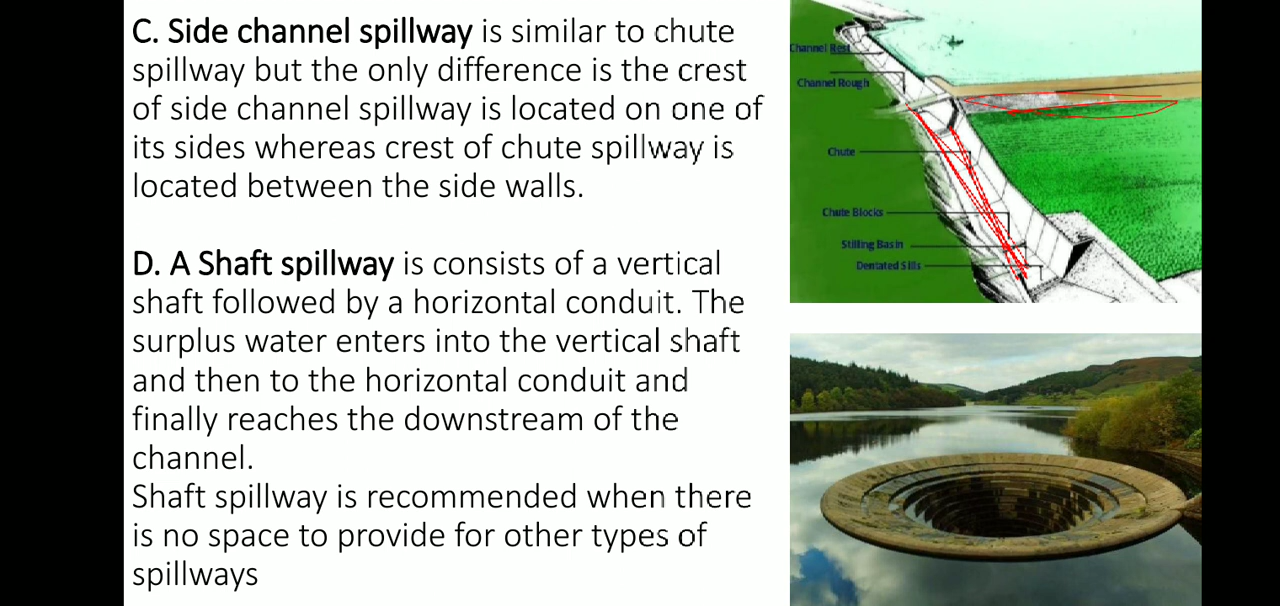 C. Side channel spillway is similar to chute
spillway but the only difference is the crest
of side channel spillway is located on one of
its sides whereas crest of chute spillway is
located between the side walls.
D. A Shaft spillway is consists of a vertical
shaft followed by a horizontal conduit. The
surplus water enters into the vertical shaft
and then to the horizontal conduit and
finally reaches the downstream of the
channel.
Shaft spillway is recommended when there
is no space to provide for other types of
spillways
Channel Rest
Channel Rough
Chute
Chute Blocks
Stilling Basin
Dentated Sills